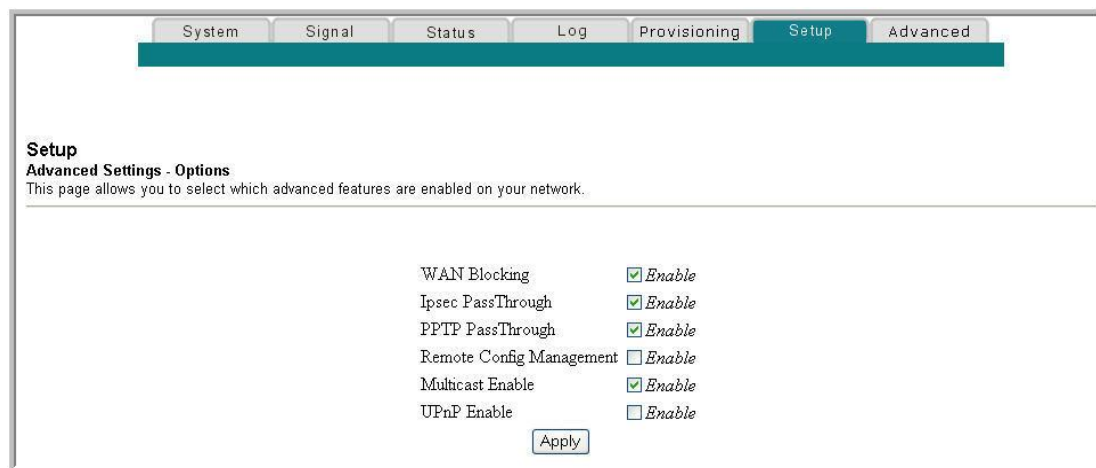 System Signal Status Log Provisioning Setup Advanced
Setup
Advanced Settings - Options
This page allows you to select which advanced features are enabled on your network.
WAN Blocking Enable
Ipsec PassThrough Enable
PPTP PassThrough Enable
Remote Config Management Enable
Multicast Enable Enable
UPnP Enable Enable
Apply